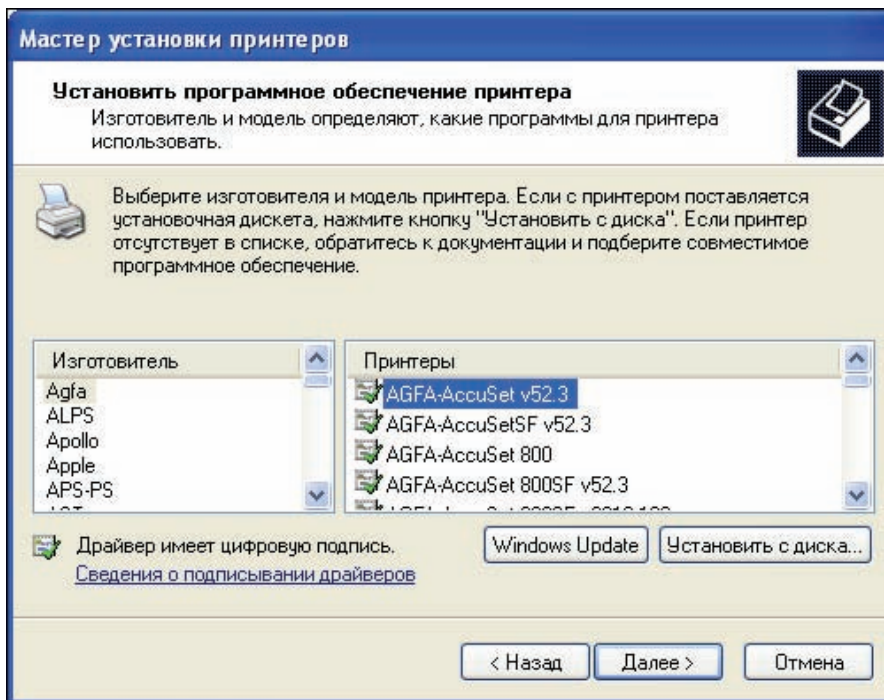 Мастер установки принтеров
Установить программное обеспечение принтера
Изготовитель и модель определяют, какие программы для принтера
использовать.
Выберите изготовителя и модель принтера. Если с принтером поставляется
установочная дискета, нажмите кнопку "Установить с диска". Если принтер
отсутствует в списке, обратитесь к документации и подберите совместимое
программное обеспечение.
Изготовитель
Agfa
ALPS
Apollo
Apple
APS-PS
Принтеры
AGFA-AccuSet v52.3
AGFA-AccuSetSF v52.3
AGFA-AccuSet 800
AGFA-AccuSet 800SF v52.3
Драйвер имеет цифровую подпись.
Сведения о подписывании драйверов
Windows Update
Установить с диска...
< Назад
Далее >
Отмена